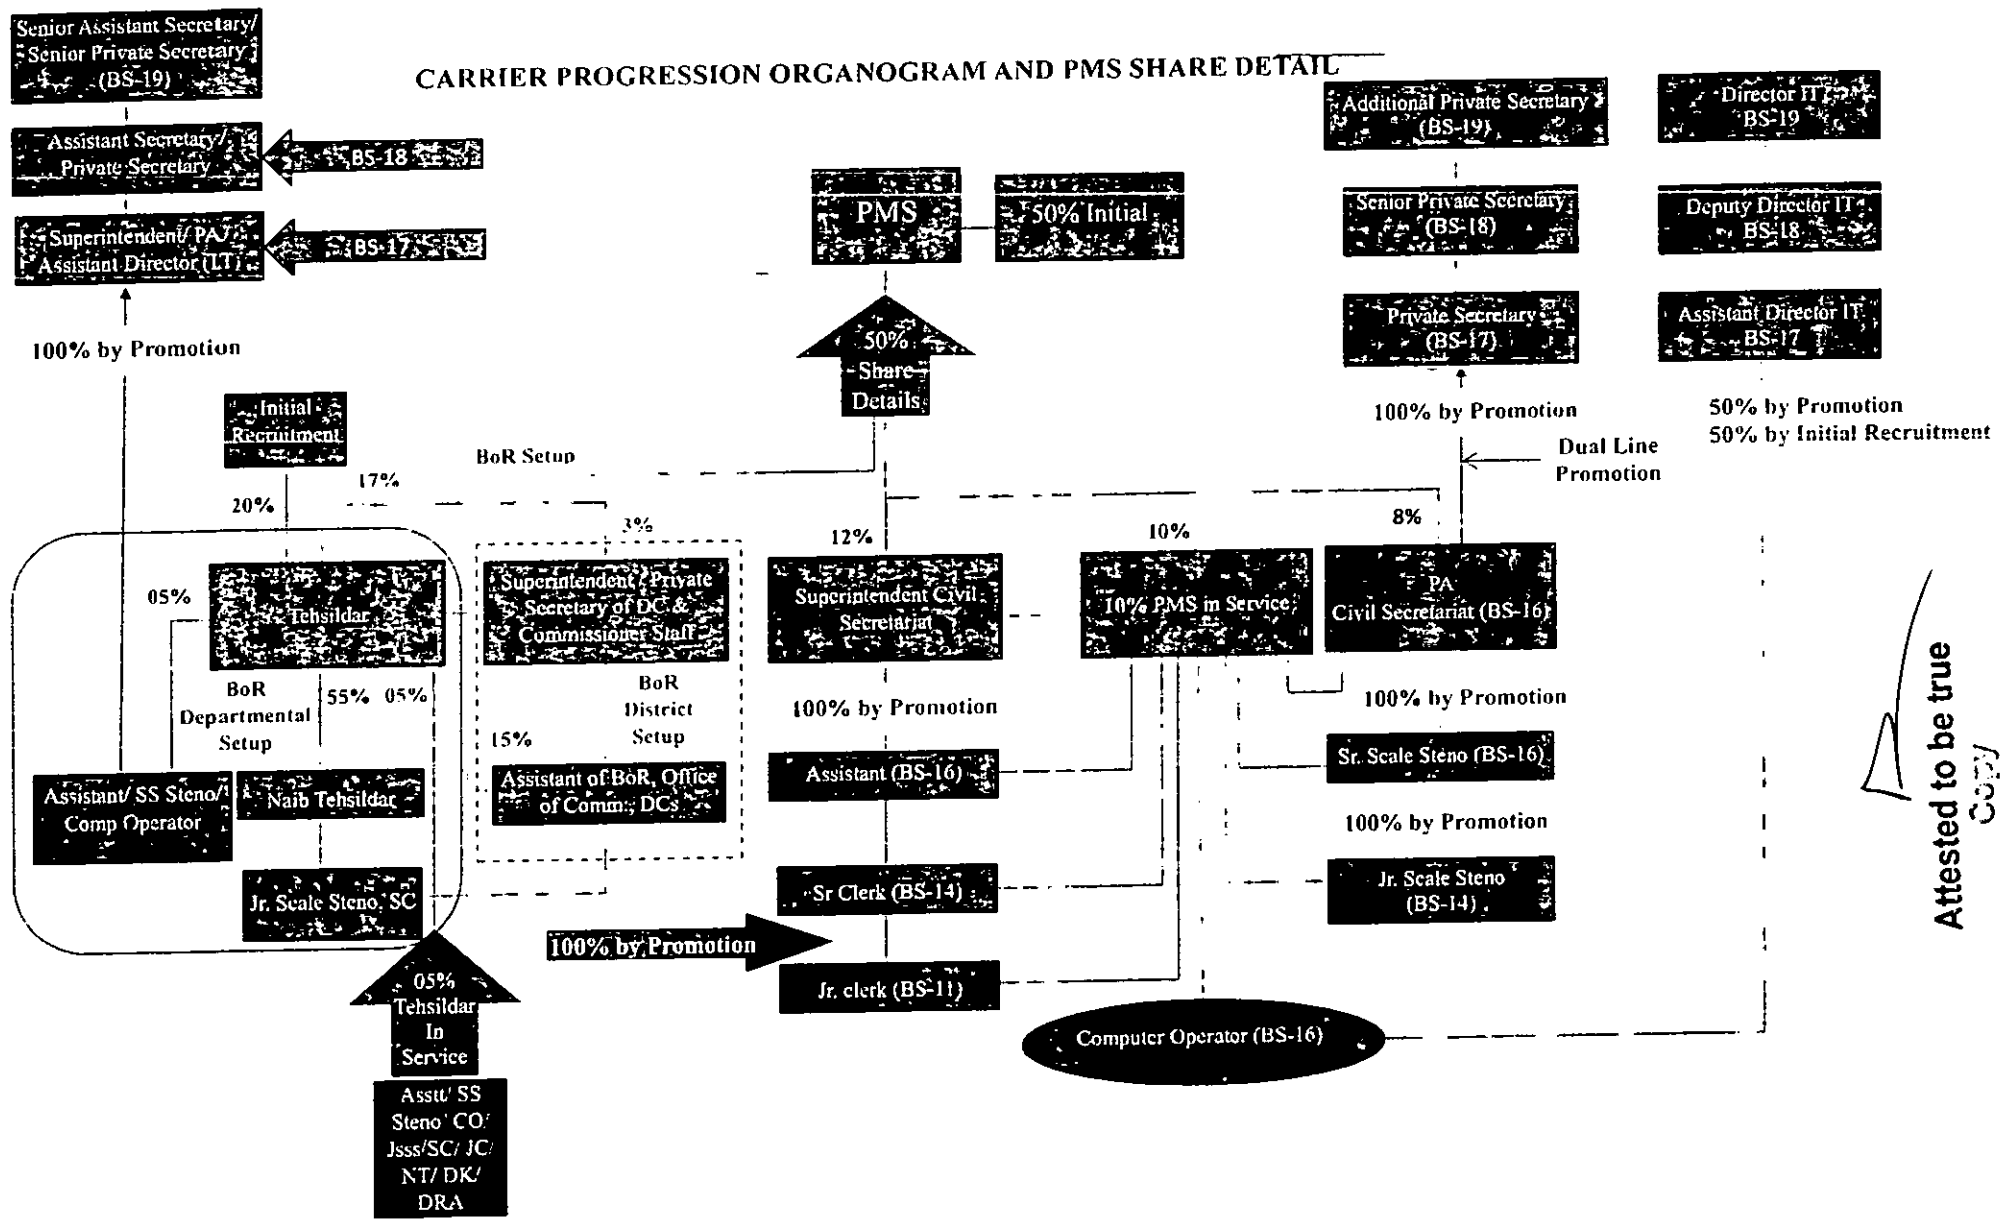 CARRIER PROGRESSION ORGANOGRAM AND PMS SHARE DETAIL
Senior Assistant Secretary/
Senior Private Secretary
(BS-19)
Assistant Secretary/
Private Secretary
BS-18
Superintendent/ PA/
Assistant Director (LT)
BS-17
100% by Promotion
PMS
50% Initial
50%
Share
Details
Additional Private Secretary
(BS-19)
Senior Private Secretary
(BS-18)
Private Secretary
(BS-17)
100% by Promotion
Dual Line
Promotion
Director IT
BS-19
Deputy Director IT
BS-18
Assistant Director IT
BS-17
50% by Promotion
50% by Initial Recruitment
Initial
Recruitment
BoR Setup
17%
20%
3%
12%
10%
8%
05%
Tehsildar
Superintendent / Private
Secretary of DC &
Commissioner Staff
Superintendent Civil
Secretariat
10% PMS in Service
PA
Civil Secretariat (BS-16)
BoR
Departmental
Setup
55%
05%
BoR
District
Setup
15%
100% by Promotion
100% by Promotion
Assistant/ SS Steno/
Comp Operator
Naib Tehsildar
Assistant of BoR, Office
of Comm:, DCs
Assistant (BS-16)
Sr. Scale Steno (BS-16)
100% by Promotion
Jr. Scale Steno, SC
Sr Clerk (BS-14)
Jr. Scale Steno
(BS-14)
100% by Promotion
Jr. clerk (BS-11)
Computer Operator (BS-16)
05%
Tehsildar
In
Service
Asstt/ SS
Steno/ CO/
Jsss/SC/ JC/
NT/ DK/
DRA
Attested to be true
Copy